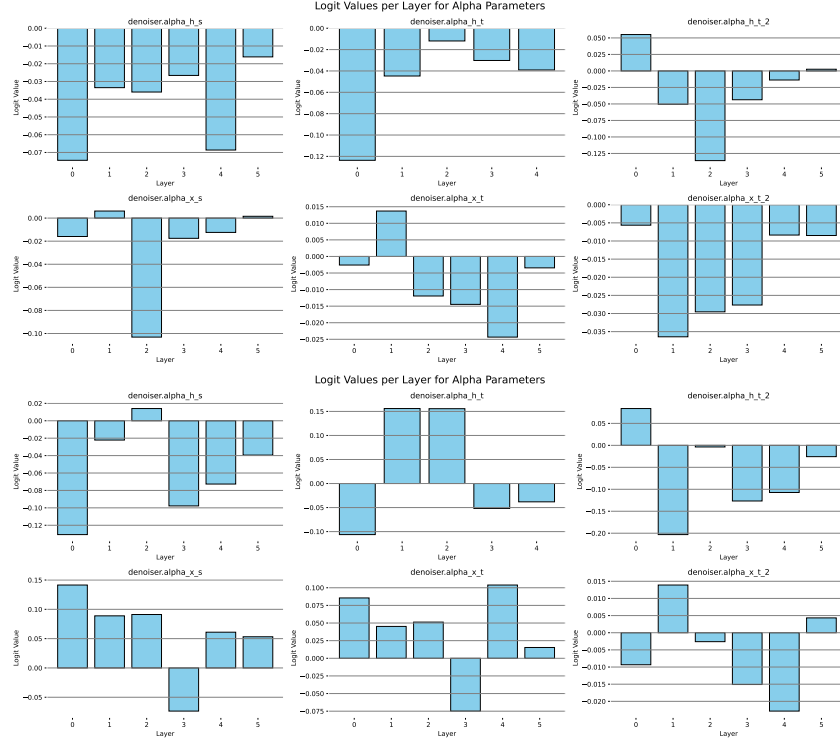 Logit Values per Layer for Alpha Parameters
denoiser.alpha_h_s
0.00
−0.01
−0.02
−0.03
−0.04
−0.05
−0.06
−0.07
Logit Value
0 1 2 3 4 5
denoiser.alpha_h_t
0.00
−0.02
−0.04
−0.06
−0.08
−0.10
−0.12
Logit Value
0 1 2 3 4
denoiser.alpha_h_t_2
0.050
0.025
0.000
−0.025
−0.050
−0.075
−0.100
−0.125
Logit Value
0 1 2 3 4 5
denoiser.alpha_x_s
0.00
−0.02
−0.04
−0.06
−0.08
−0.10
Logit Value
0 1 2 3 4 5
Layer
denoiser.alpha_x_t
0.015
0.010
0.005
0.000
−0.005
−0.010
−0.015
−0.020
−0.025
Logit Value
0 1 2 3 4 5
Layer
denoiser.alpha_x_t_2
0.000
−0.005
−0.010
−0.015
−0.020
−0.025
−0.030
−0.035
Logit Value
0 1 2 3 4 5
Layer
Logit Values per Layer for Alpha Parameters
denoiser.alpha_h_s
0.02
0.00
−0.02
−0.04
−0.06
−0.08
−0.10
−0.12
Logit Value
0 1 2 3 4 5
Layer
denoiser.alpha_h_t
0.15
0.10
0.05
0.00
−0.05
−0.10
Logit Value
0 1 2 3 4
Layer
denoiser.alpha_h_t_2
0.05
0.00
−0.05
−0.10
−0.15
−0.20
Logit Value
0 1 2 3 4 5
Layer
denoiser.alpha_x_s
0.15
0.10
0.05
0.00
−0.05
Logit Value
0 1 2 3 4 5
Layer
denoiser.alpha_x_t
0.100
0.075
0.050
0.025
0.000
−0.025
−0.050
−0.075
Logit Value
0 1 2 3 4 5
Layer
denoiser.alpha_x_t_2
0.015
0.010
0.005
0.000
−0.005
−0.010
−0.015
−0.020
Logit Value
0 1 2 3 4 5
Layer